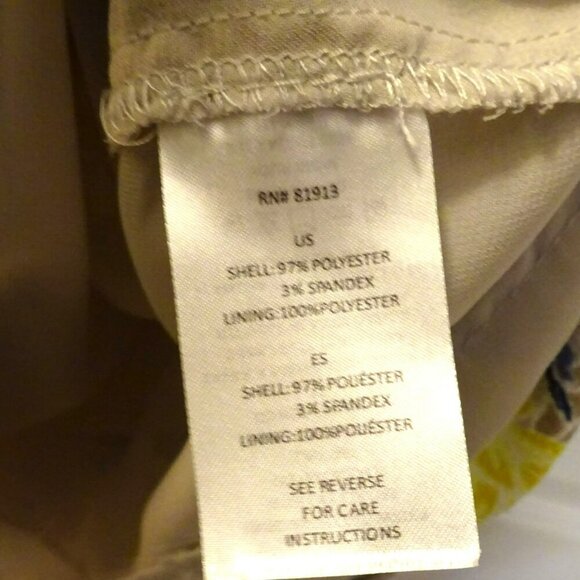 RN# 81913
US
SHELL:97% POLYESTER
3% SPANDEX
LINING:100%POLYESTER
ES
SHELL:97% POLIÉSTER
3% SPANDEX
LINING:100%POLIÉSTER
SEE REVERSE
FOR CARE
INSTRUCTIONS